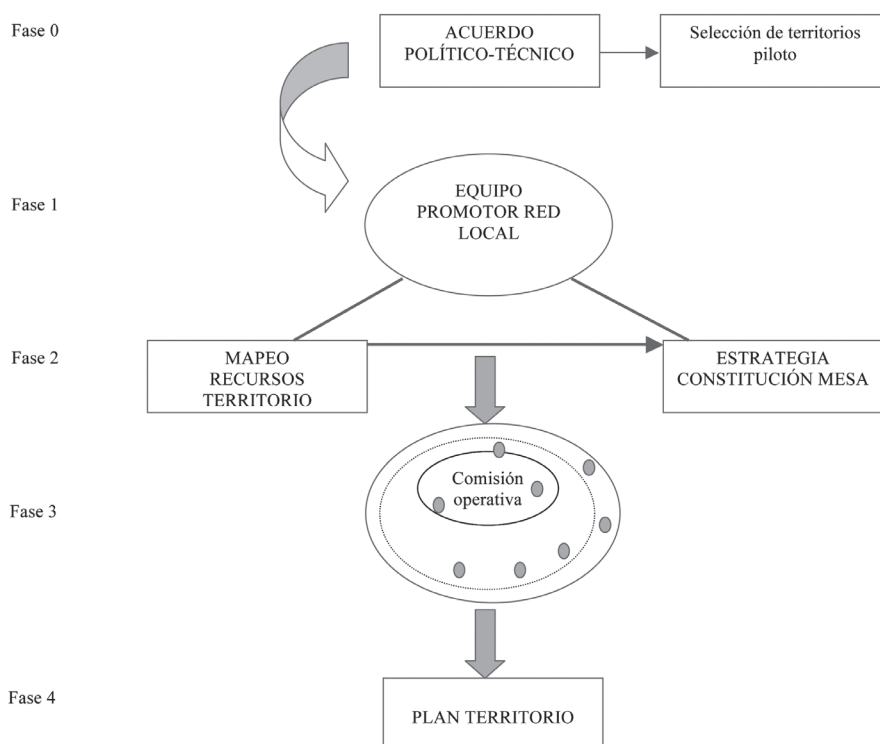 Fase 0
ACUERDO
POLÍTICO-TÉCNICO
Selección de territorios
piloto
Fase 1
EQUIPO
PROMOTOR RED
LOCAL
Fase 2
MAPEO
RECURSOS
TERRITORIO
ESTRATEGIA
CONSTITUCIÓN MESA
Fase 3
Comisión
operativa
Fase 4
PLAN TERRITORIO